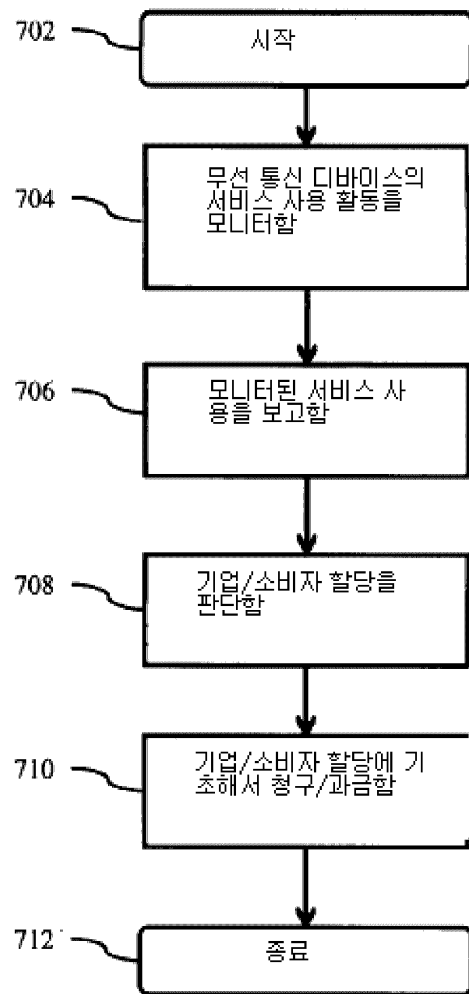 702
시작
704
무선 통신 디바이스의
서비스 사용 활동을
모니터함
706
모니터된 서비스 사
용을 보고함
708
기업/소비자 할당을
판단함
710
기업/소비자 할당에 기
초해서 청구/과금함
712
종료